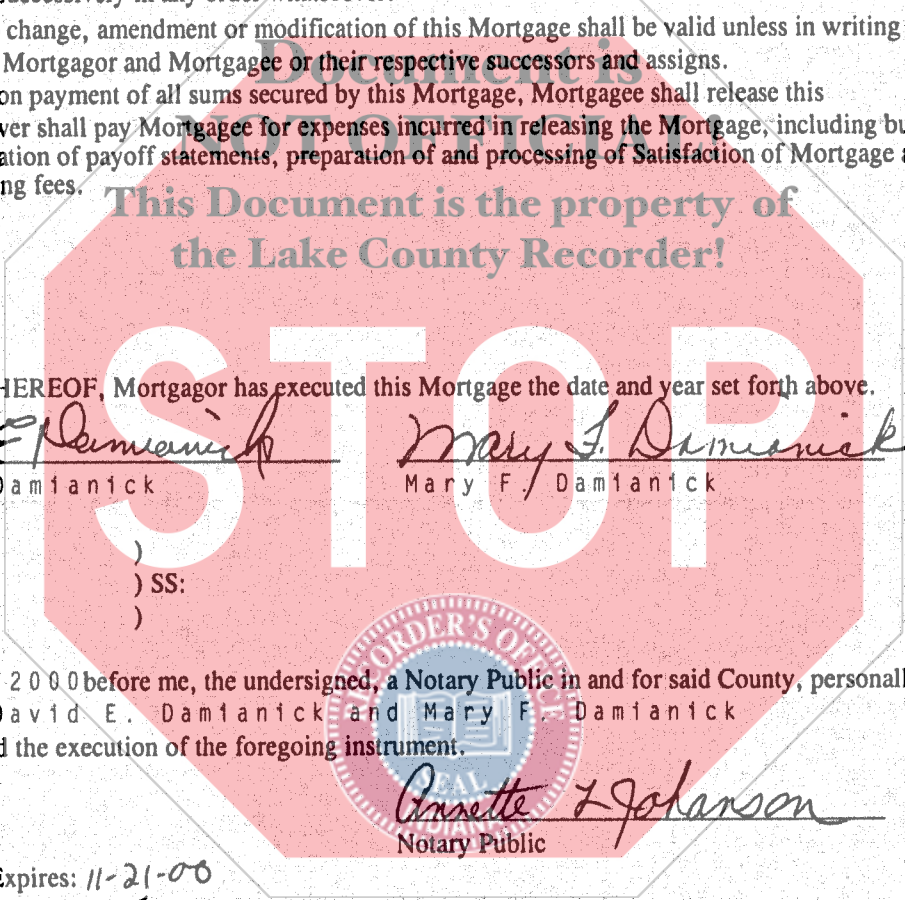 change, amendment or modification of this Mortgage shall be valid unless in writing
Document is
Mortgagor and Mortgagee or their respective successors and assigns.
on payment of all sums secured by this Mortgage, Mortgagee shall release this
NOT OFFICIAL!
ver shall pay Mortgagee for expenses incurred in releasing the Mortgage, including bu
ation of payoff statements, preparation of and processing of Satisfaction of Mortgage a
ng fees.
This Document is the property of
the Lake County Recorder!
STOP
HEREOF, Mortgagor has executed this Mortgage the date and year set forth above.
E Damianick Mary F. Damianick
Damianick Mary F. Damianick
)
) SS:
)
RECORDER'S OFFICE
2000 before me, the undersigned, a Notary Public in and for said County, personall
David E. Damianick and Mary F. Damianick
d the execution of the foregoing instrument.
SEAL
INDIANA
Annette L Johanson
Notary Public
Expires: 11-21-00